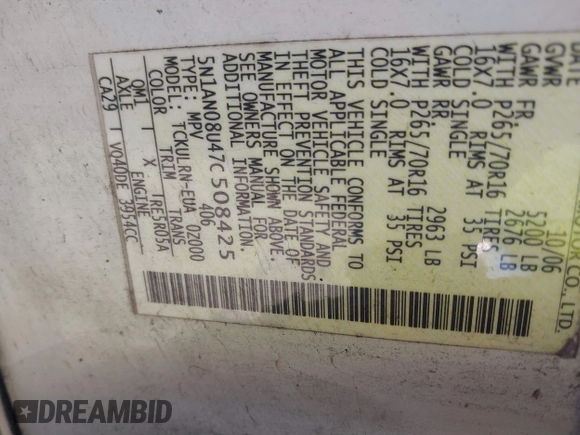 OR CO., LTD.
DATE 10/06
GVWR 5200 LB
GAWR FR. 2676 LB
WITH P265/70R16 TIRES
16X7.0 RIMS AT 35 PSI
COLD SINGLE
GAWR RR 2963 LB
WITH P265/70R16 TIRES
16X7.0 RIMS AT 35 PSI
COLD SINGLE
THIS VEHICLE CONFORMS TO
ALL APPLICABLE FEDERAL
MOTOR VEHICLE SAFETY AND
THEFT PREVENTION STANDARDS
IN EFFECT ON THE DATE OF
MANUFACTURE SHOWN ABOVE.
SEE OWNERS MANUAL FOR
ADDITIONAL INFORMATION.
5N1AN08U47C508425
TYPE: MPV 406
MODEL: TCKULRN-EUA 02000
COLOR TRIM TRANS
QM1 X RE5R05A
AXLE ENGINE
CA29 VQ40DE 3954CC
DREAMBID